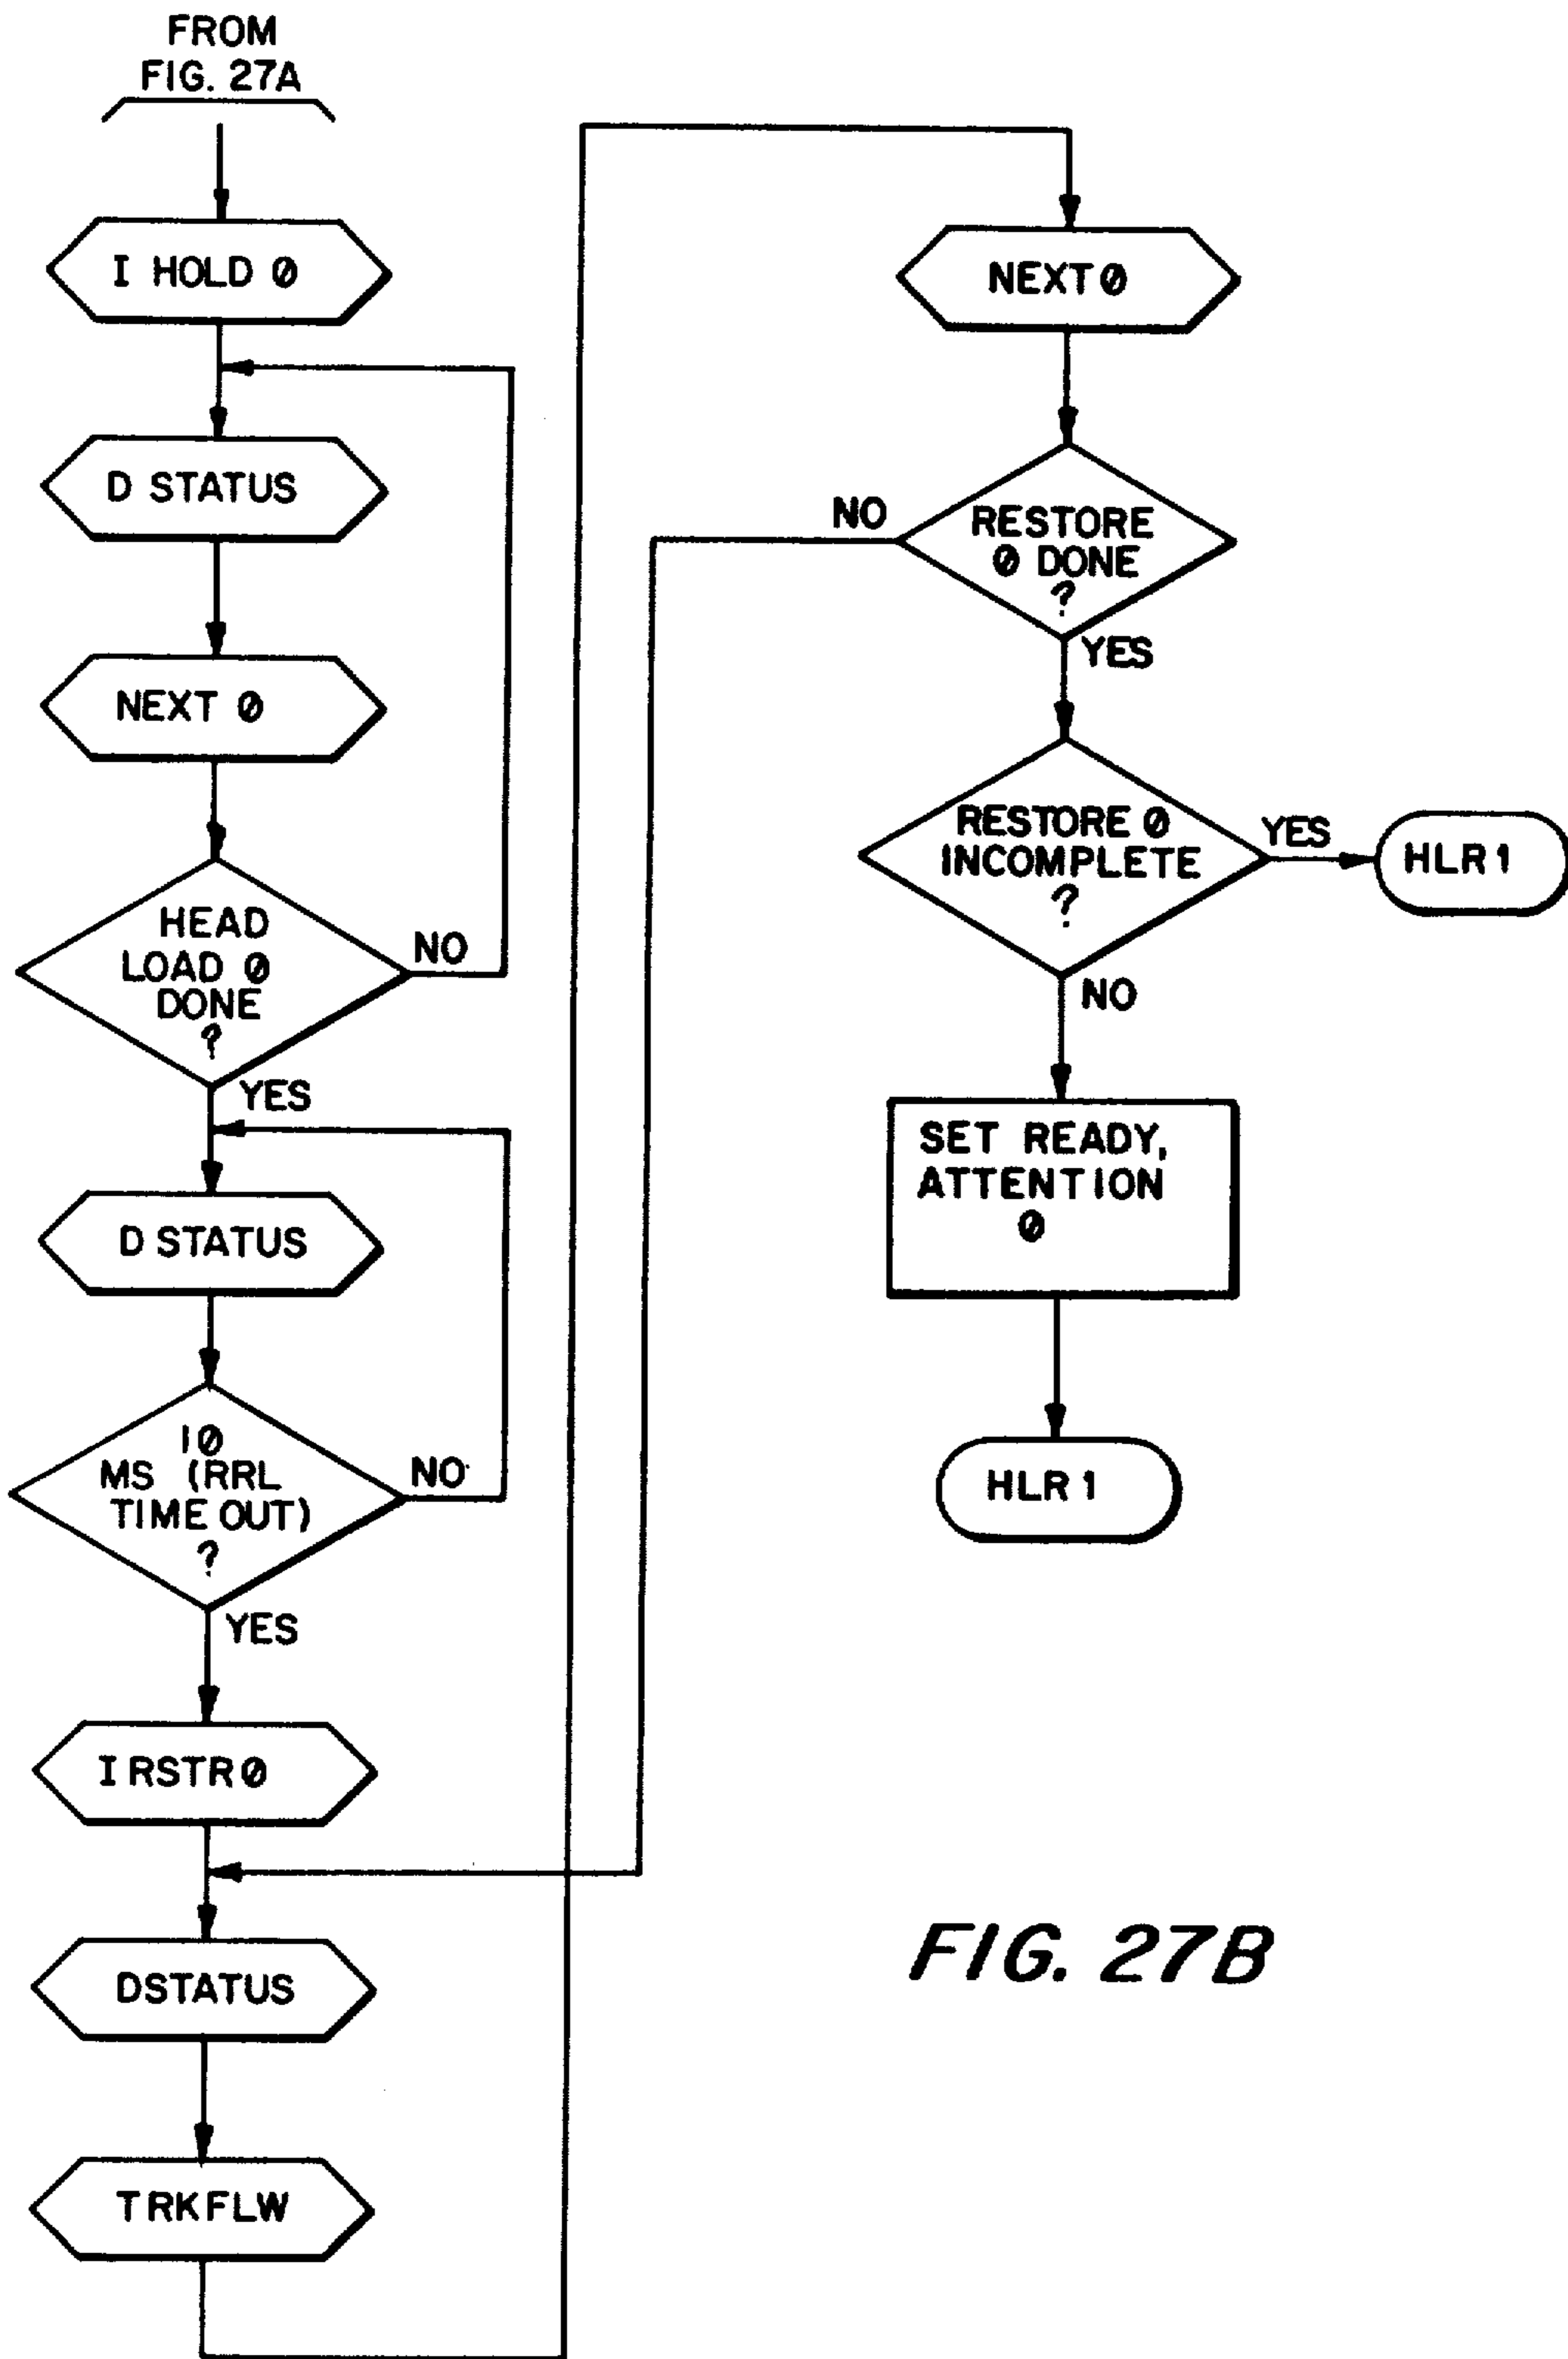 FROM
FIG. 27A
I HOLD 0
D STATUS
NEXT 0
HEAD
LOAD 0
DONE
?
NO
YES
D STATUS
10
MS (RRL
TIME OUT)
?
NO
YES
I RSTR0
DSTATUS
TRKFLW
NEXT 0
RESTORE
0 DONE
?
NO
YES
RESTORE 0
INCOMPLETE
?
YES
HLR 1
NO
SET READY,
ATTENTION
0
HLR 1
FIG. 27B